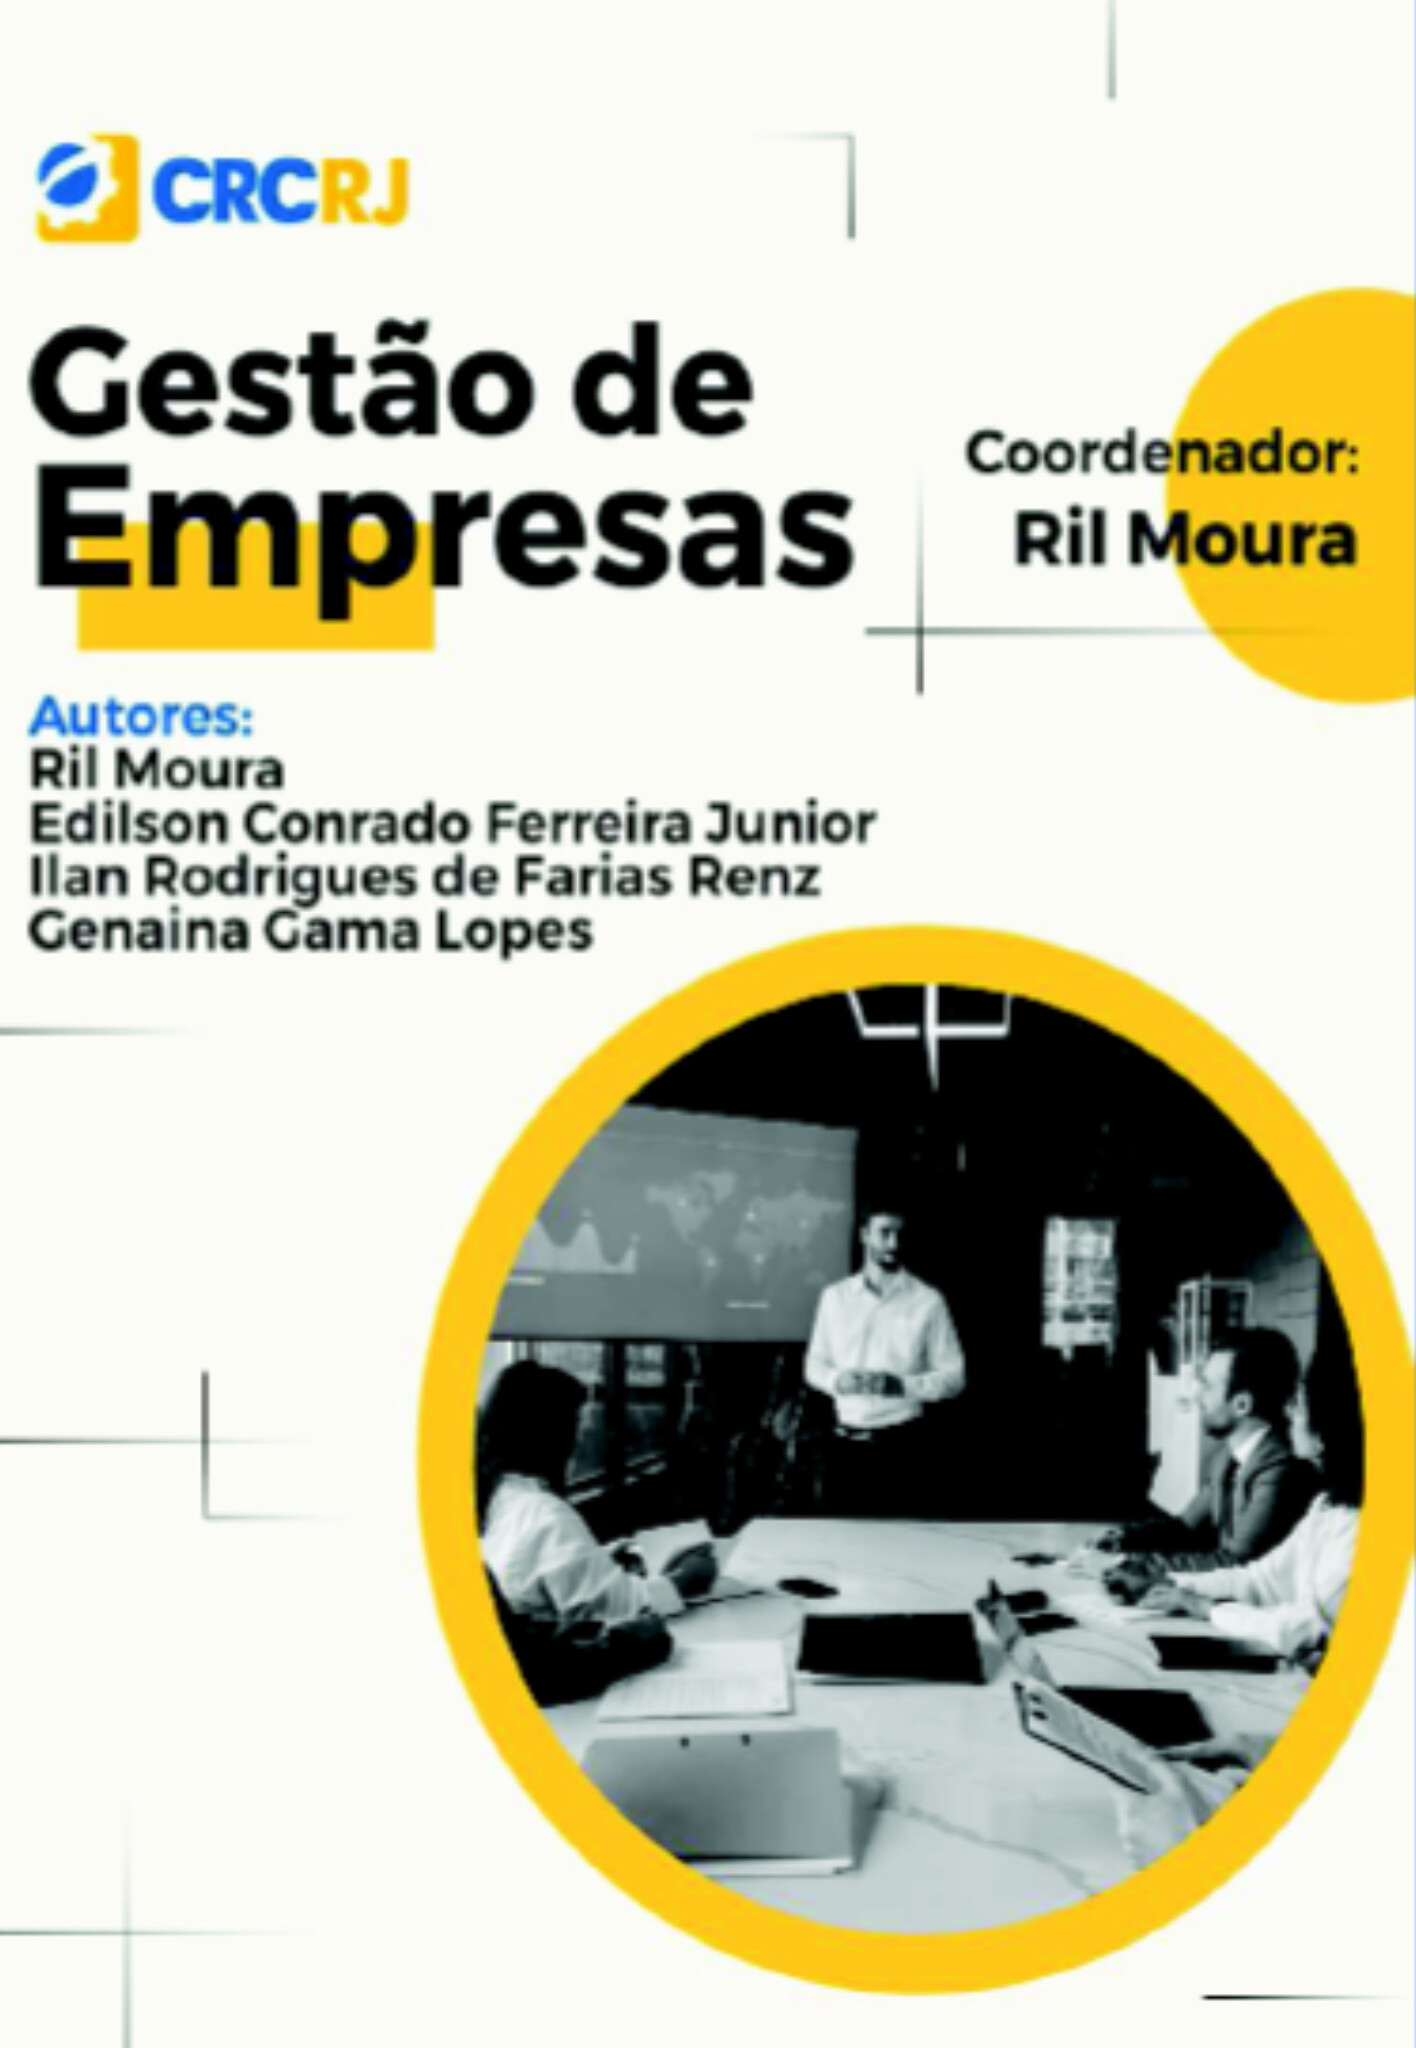 CRCRJ
Gestão de
Empresas
Coordenador:
Ril Moura
Autores:
Ril Moura
Edilson Conrado Ferreira Junior
Ilan Rodrigues de Farias Renz
Genaina Gama Lopes